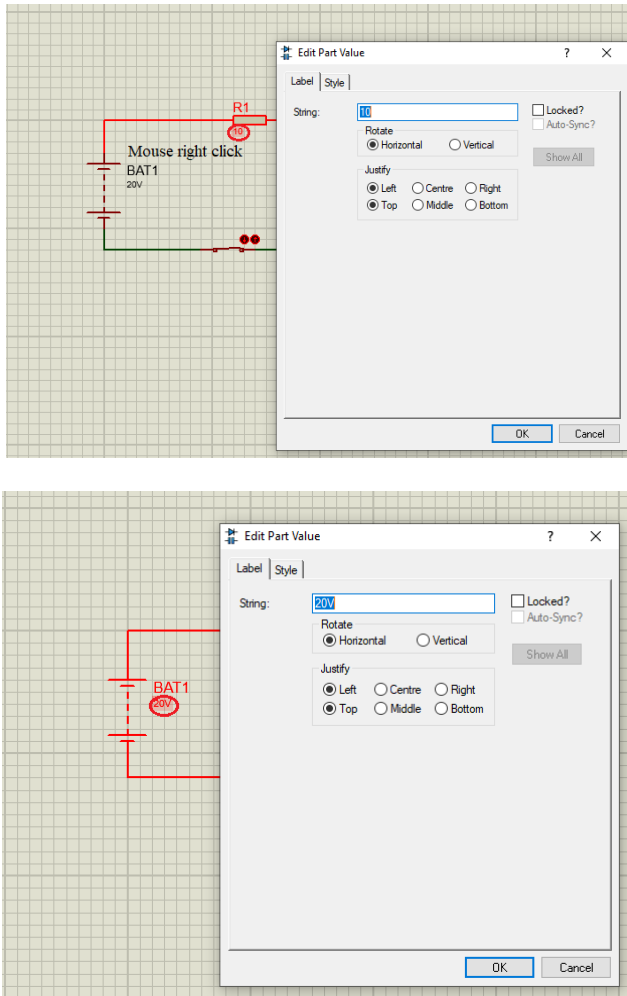 Edit Part Value ? ×
Label Style
String: 10 Locked?
Auto-Sync?
Rotate
Horizontal Vertical
Show All
Justify
Left Centre Right
Top Middle Bottom
OK Cancel
R1
10
Mouse right click
BAT1
20V
Edit Part Value ? ×
Label Style
String: 20V Locked?
Auto-Sync?
Rotate
Horizontal Vertical
Show All
Justify
Left Centre Right
Top Middle Bottom
OK Cancel
BAT1
20V